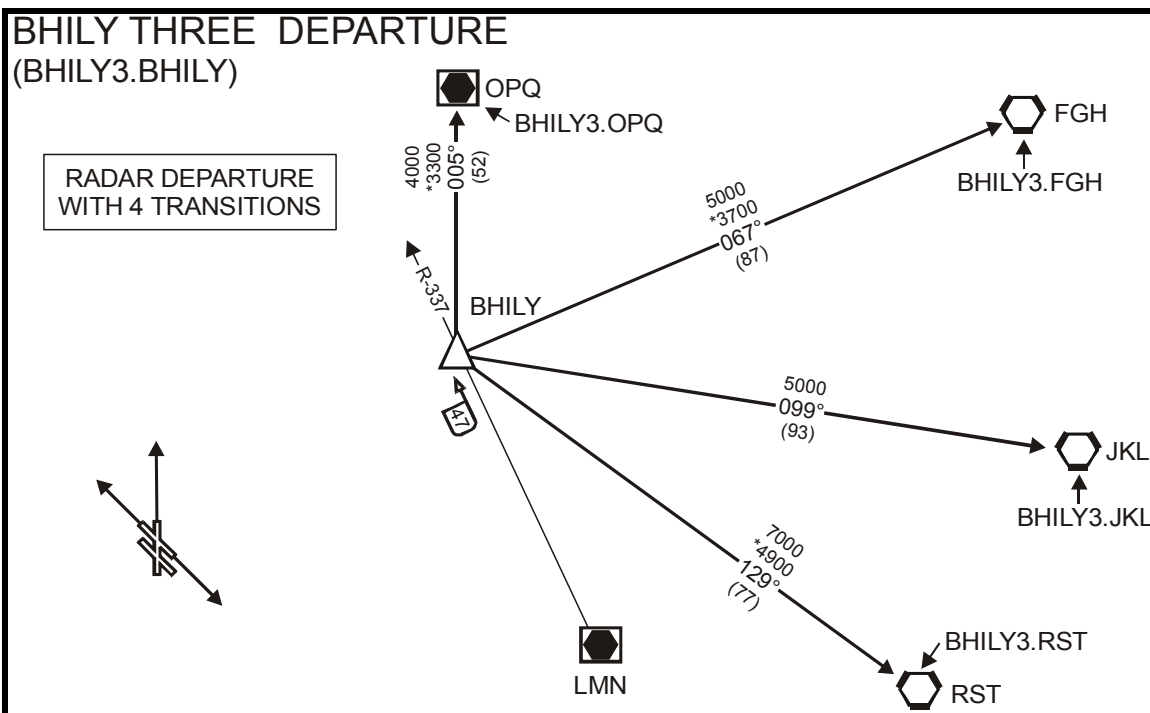 BHILY THREE DEPARTURE
(BHILY3.BHILY)
RADAR DEPARTURE
WITH 4 TRANSITIONS
OPQ
BHILY3.OPQ
4000
*3300
005°
(52)
FGH
BHILY3.FGH
5000
*3700
067°
(87)
R-337
BHILY
47
5000
099°
(93)
JKL
BHILY3.JKL
7000
*4900
129°
(77)
BHILY3.RST
RST
LMN